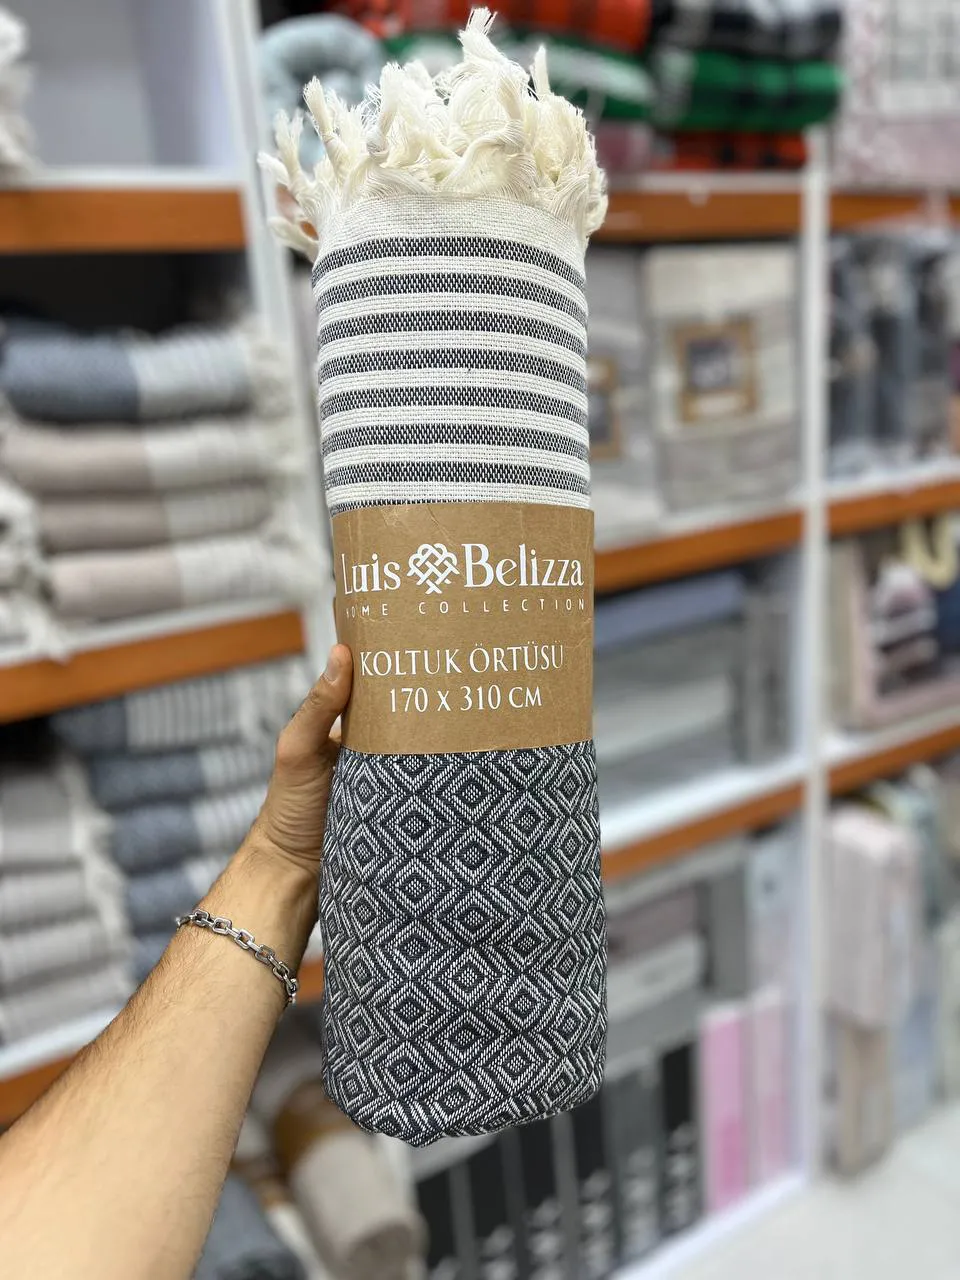 Luis Belizza
HOME COLLECTION
KOLTUK ÖRTÜSÜ
170 X 310 CM